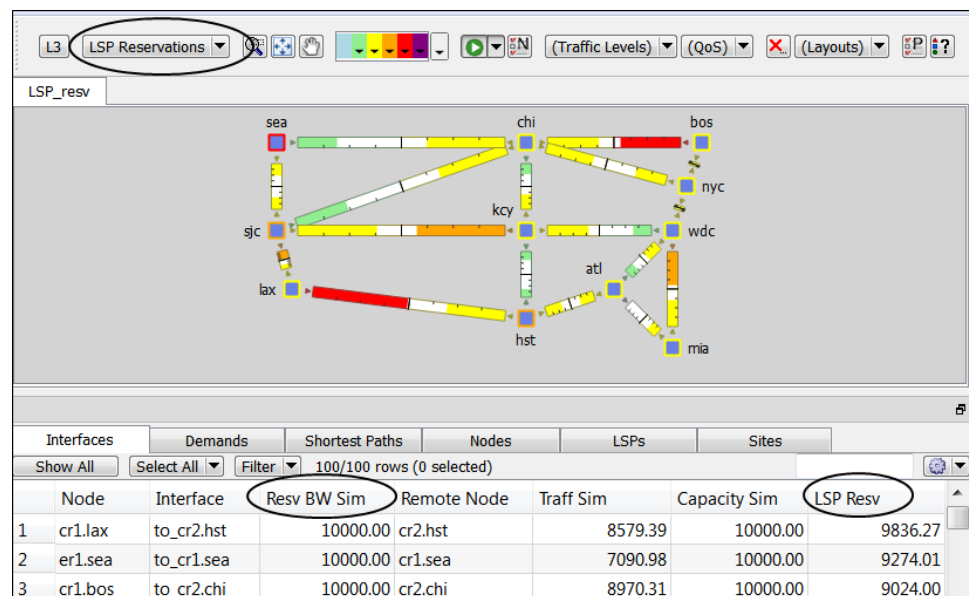 L3 LSP Reservations N (Traffic Levels) (QoS) X... (Layouts) P ?
LSP_resv
sea chi bos
nyc
kcy
sjc wdc
atl
lax
hst
mia
Interfaces Demands Shortest Paths Nodes LSPs Sites
Show All Select All Filter 100/100 rows (0 selected)
Node Interface Resv BW Sim Remote Node Traff Sim Capacity Sim LSP Resv
1 cr1.lax to_cr2.hst 10000.00 cr2.hst 8579.39 10000.00 9836.27
2 er1.sea to_cr1.sea 10000.00 cr1.sea 7090.98 10000.00 9274.01
3 cr1.bos to_cr2.chi 10000.00 cr2.chi 8970.31 10000.00 9024.00